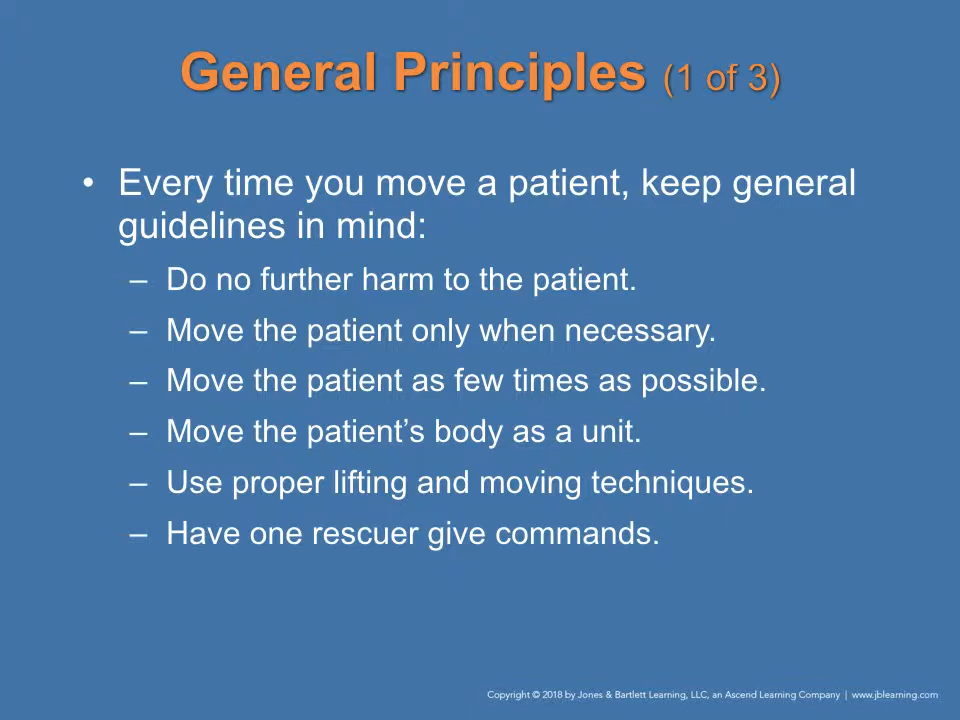 General Principles (1 of 3)
• Every time you move a patient, keep general
guidelines in mind:
– Do no further harm to the patient.
– Move the patient only when necessary.
– Move the patient as few times as possible.
– Move the patient’s body as a unit.
– Use proper lifting and moving techniques.
– Have one rescuer give commands.
Copyright © 2018 by Jones & Bartlett Learning, LLC, an Ascend Learning Company | www.jblearning.com